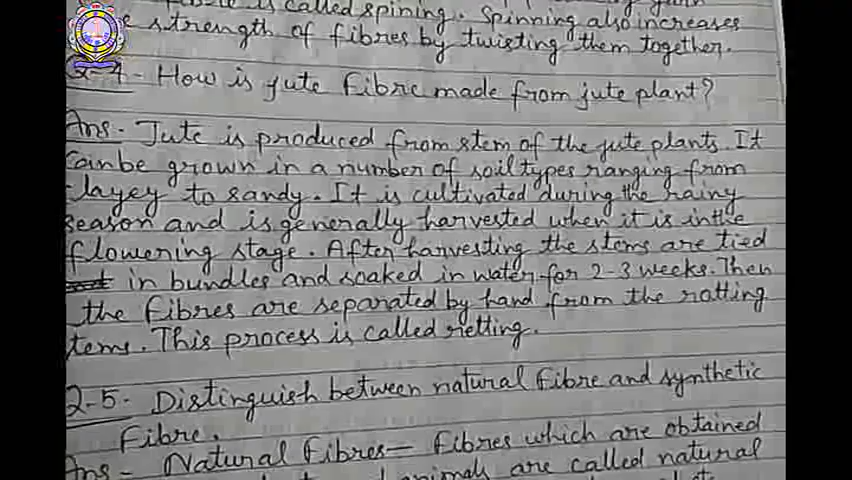 is called spining. Spinning also increases
strength of fibres by twisting them together.
Q-4- How is jute fibre made from jute plant?
Ans- Jute is produced from stem of the jute plants. It
can be grown in a number of soil types ranging from
layey to sandy. It is cultivated during the rainy
season and is generally harvested when it is in the
flowering stage. After harvesting the stems are tied
in bundles and soaked in water for 2-3 weeks. Then
the fibres are separated by hand from the rotting
tems. This process is called retting.
Q-5- Distinguish between natural fibre and synthetic
Fibre.
Ans- Natural fibres- fibres which are obtained
animals are called natural